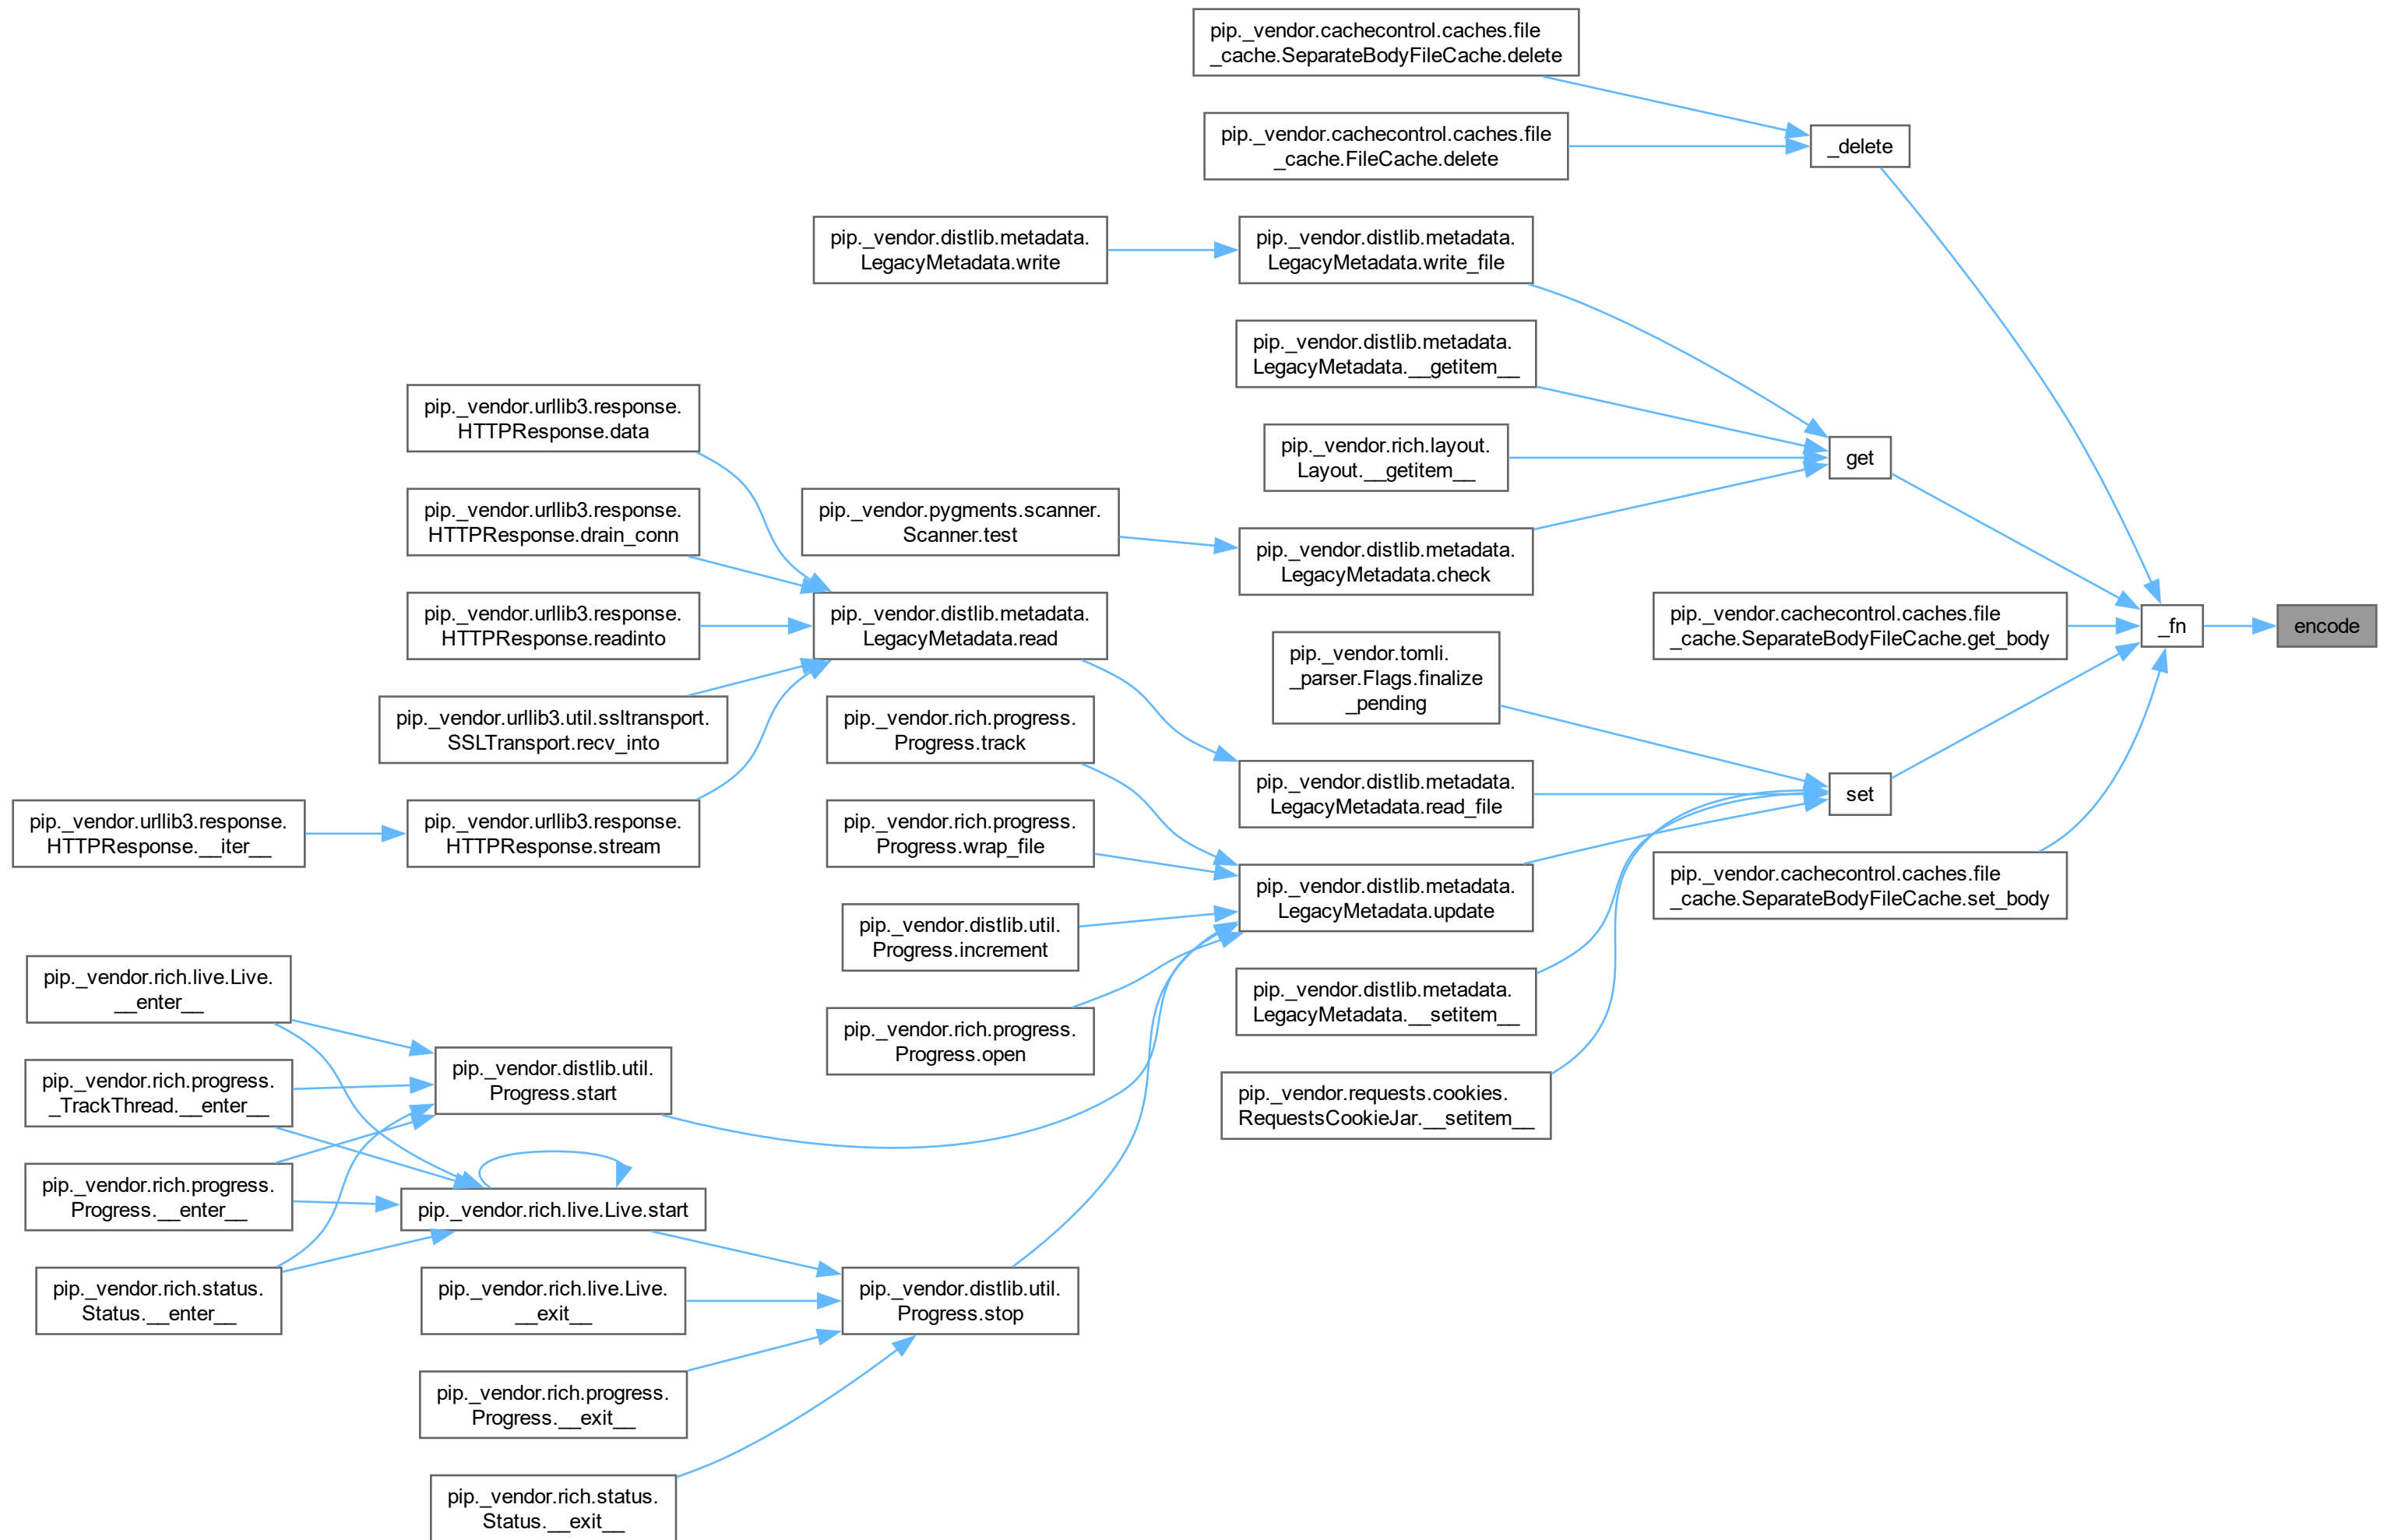 pip._vendor.cachecontrol.caches.file
_cache.SeparateBodyFileCache.delete
pip._vendor.cachecontrol.caches.file
_cache.FileCache.delete
_delete
pip._vendor.distlib.metadata.
LegacyMetadata.write
pip._vendor.distlib.metadata.
LegacyMetadata.write_file
pip._vendor.distlib.metadata.
LegacyMetadata.__getitem__
pip._vendor.urllib3.response.
HTTPResponse.data
pip._vendor.rich.layout.
Layout.__getitem__
get
pip._vendor.urllib3.response.
HTTPResponse.drain_conn
pip._vendor.pygments.scanner.
Scanner.test
pip._vendor.distlib.metadata.
LegacyMetadata.check
pip._vendor.urllib3.response.
HTTPResponse.readinto
pip._vendor.distlib.metadata.
LegacyMetadata.read
pip._vendor.cachecontrol.caches.file
_cache.SeparateBodyFileCache.get_body
_fn
encode
pip._vendor.tomli.
_parser.Flags.finalize
_pending
pip._vendor.urllib3.util.ssltransport.
SSLTransport.recv_into
pip._vendor.rich.progress.
Progress.track
pip._vendor.distlib.metadata.
LegacyMetadata.read_file
set
pip._vendor.urllib3.response.
HTTPResponse.__iter__
pip._vendor.urllib3.response.
HTTPResponse.stream
pip._vendor.rich.progress.
Progress.wrap_file
pip._vendor.distlib.metadata.
LegacyMetadata.update
pip._vendor.cachecontrol.caches.file
_cache.SeparateBodyFileCache.set_body
pip._vendor.distlib.util.
Progress.increment
pip._vendor.rich.live.Live.
__enter__
pip._vendor.distlib.metadata.
LegacyMetadata.__setitem__
pip._vendor.rich.progress.
Progress.open
pip._vendor.rich.progress.
_TrackThread.__enter__
pip._vendor.distlib.util.
Progress.start
pip._vendor.requests.cookies.
RequestsCookieJar.__setitem__
pip._vendor.rich.progress.
Progress.__enter__
pip._vendor.rich.live.Live.start
pip._vendor.rich.status.
Status.__enter__
pip._vendor.rich.live.Live.
__exit__
pip._vendor.distlib.util.
Progress.stop
pip._vendor.rich.progress.
Progress.__exit__
pip._vendor.rich.status.
Status.__exit__